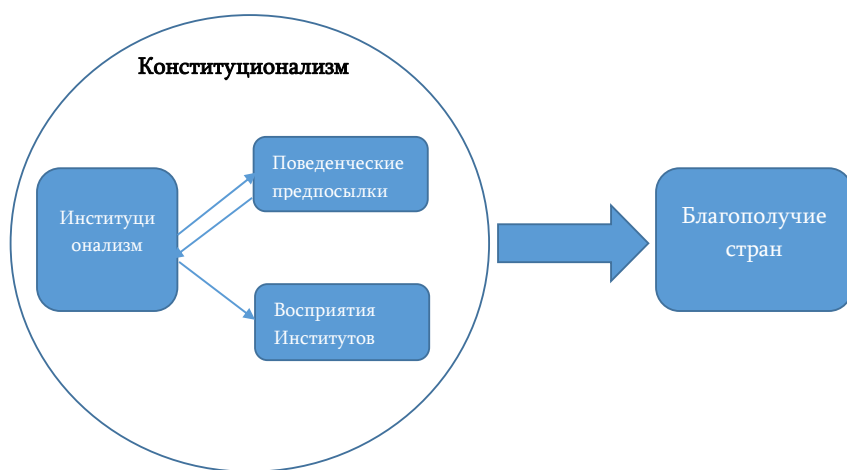 Конституционализм
Поведенческие
предпосылки
Институци
онализм
Восприятия
Институтов
Благополучие
стран